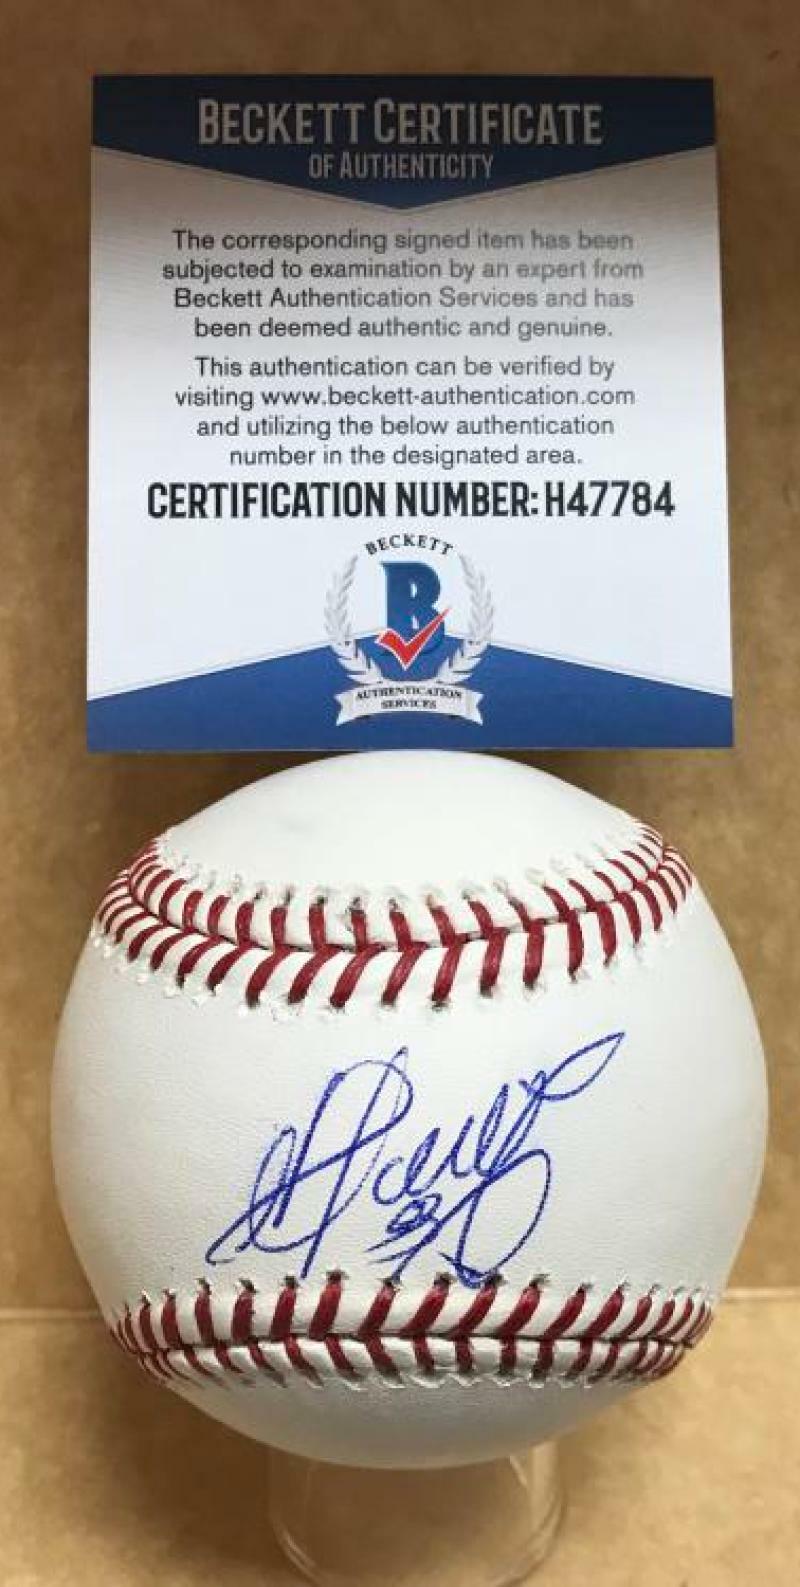 BECKETT CERTIFICATE
OF AUTHENTICITY
The corresponding signed item has been
subjected to examination by an expert from
Beckett Authentication Services and has
been deemed authentic and genuine.
This authentication can be verified by
visiting www.beckett-authentication.com
and utilizing the below authentication
number in the designated area.
CERTIFICATION NUMBER: H47784
BECKETT
B
AUTHENTICATION
SERVICES